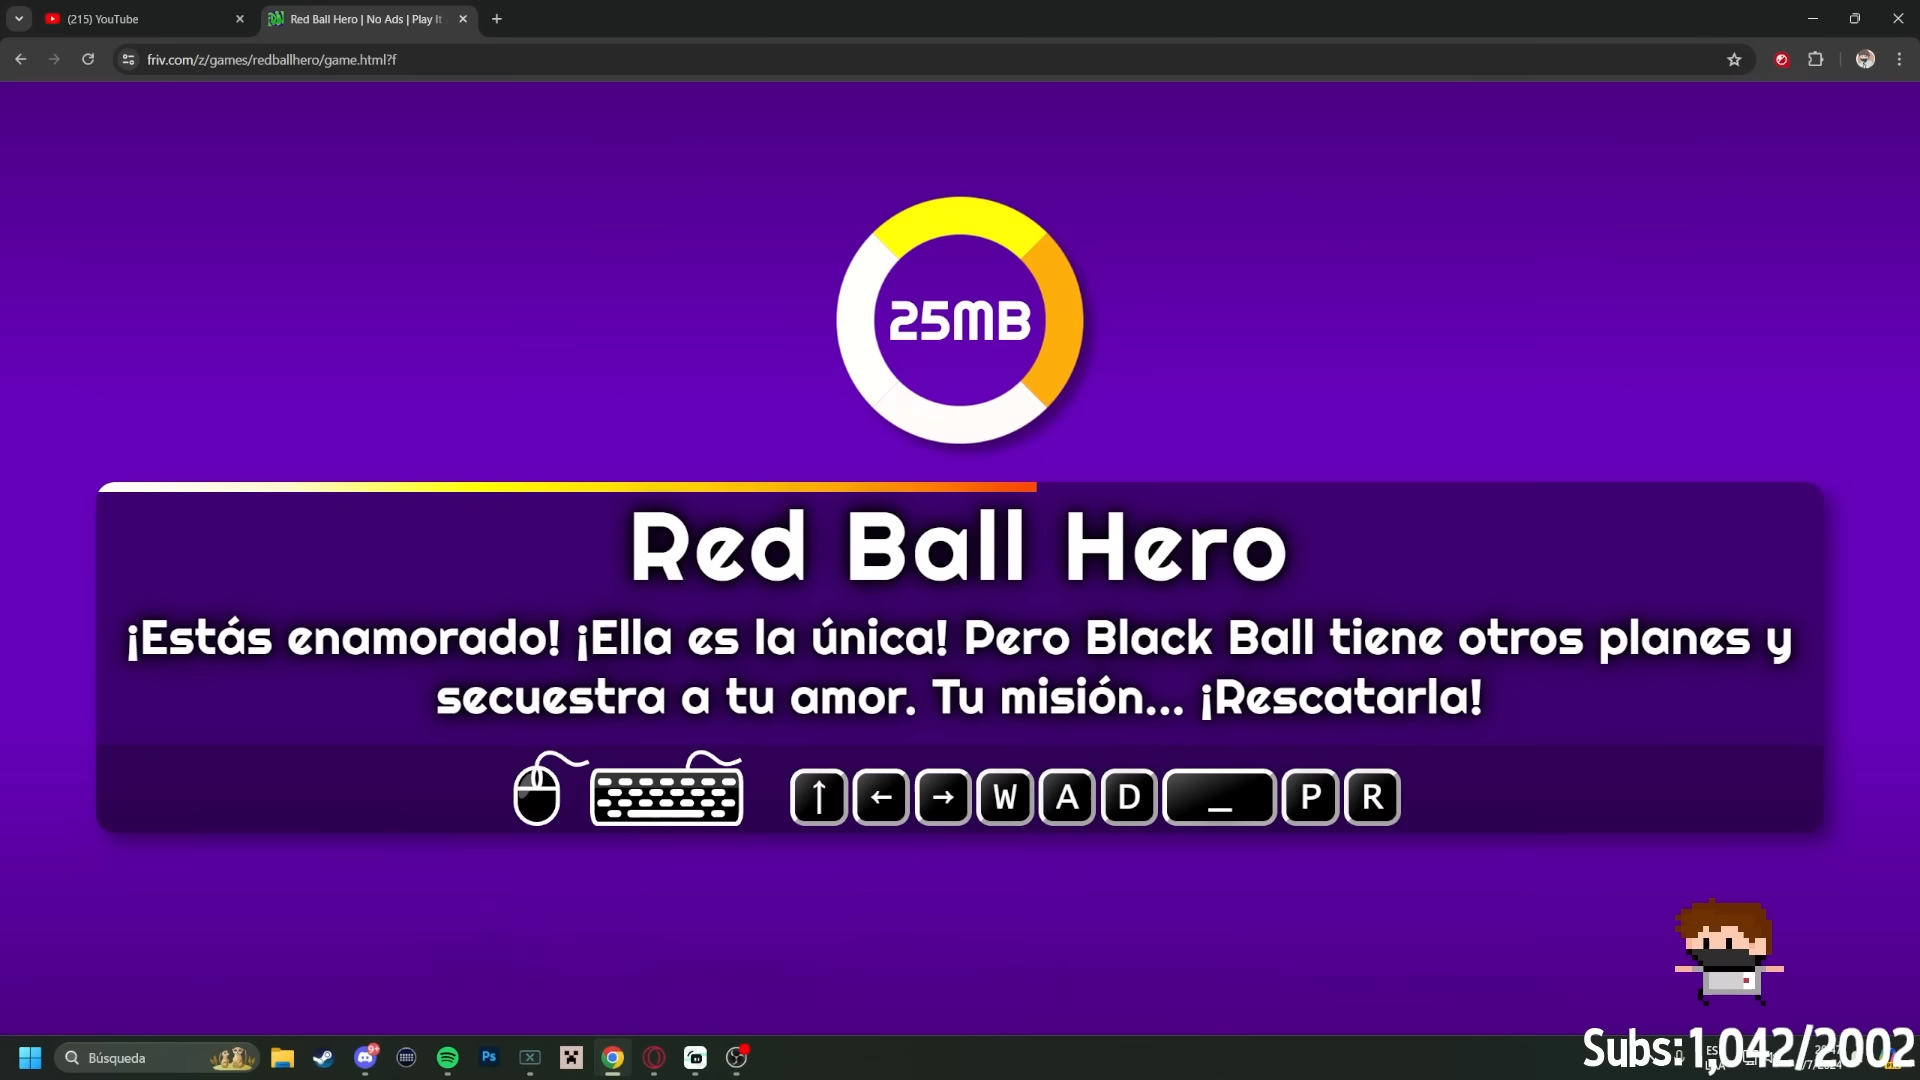 (215) YouTube
Red Ball Hero | No Ads | Play It
friv.com/z/games/redballhero/game.html?f
25MB
Red Ball Hero
¡Estás enamorado! ¡Ella es la única! Pero Black Ball tiene otros planes y
secuestra a tu amor. Tu misión... ¡Rescatarla!
↑ ← → W A D _ P R
Búsqueda
9+
Ps
Subs:1,042/2002